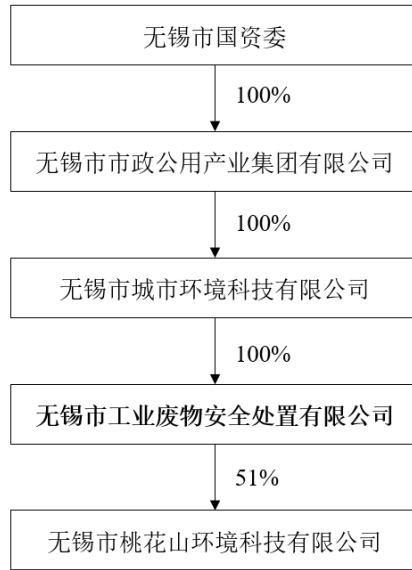 无锡市国资委
100%
无锡市市政公用产业集团有限公司
100%
无锡市城市环境科技有限公司
100%
无锡市工业废物安全处置有限公司
51%
无锡市桃花山环境科技有限公司